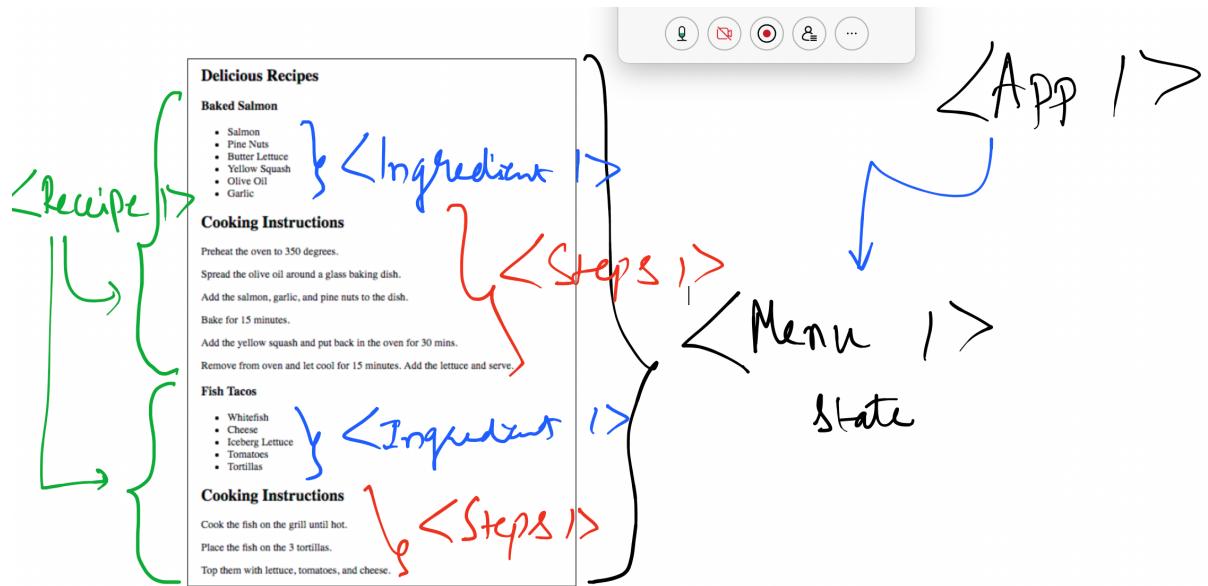 Delicious Recipes
Baked Salmon
Salmon
Pine Nuts
Butter Lettuce
Yellow Squash
Olive Oil
Garlic
Cooking Instructions
Preheat the oven to 350 degrees.
Spread the olive oil around a glass baking dish.
Add the salmon, garlic, and pine nuts to the dish.
Bake for 15 minutes.
Add the yellow squash and put back in the oven for 30 mins.
Remove from oven and let cool for 15 minutes. Add the lettuce and serve.
Fish Tacos
Whitefish
Cheese
Iceberg Lettuce
Tomatoes
Tortillas
Cooking Instructions
Cook the fish on the grill until hot.
Place the fish on the 3 tortillas.
Top them with lettuce, tomatoes, and cheese.
<Receipe />
<Ingredient />
<Steps />
<Ingredient />
<Steps />
<App />
<Menu />
state